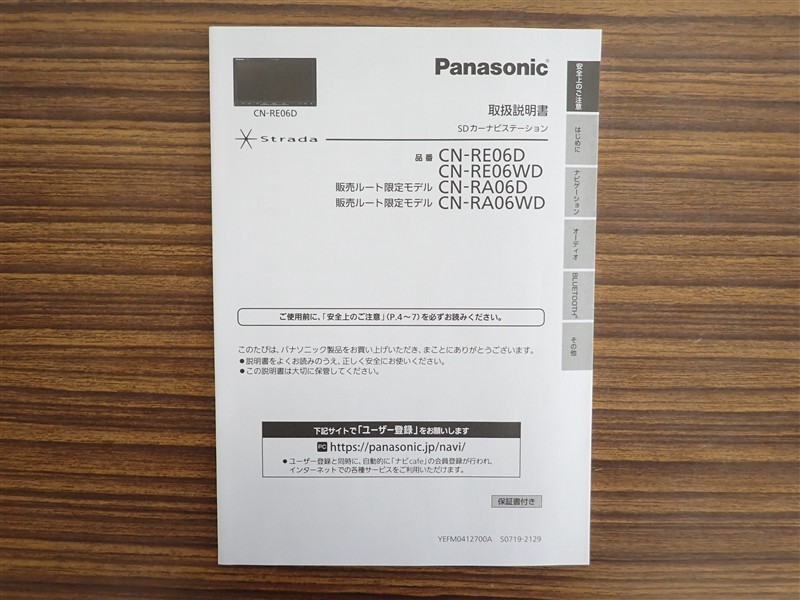 Panasonic
CN-RE06D
取扱説明書
SDカーナビステーション
Strada
品番 CN-RE06D
CN-RE06WD
販売ルート限定モデル CN-RA06D
販売ルート限定モデル CN-RA06WD
安全上のご注意
はじめに
ナビゲーション
オーディオ
BLUETOOTH®
その他
ご使用前に、「安全上のご注意」(P.4～7)を必ずお読みください。
このたびは、パナソニック製品をお買い上げいただき、まことにありがとうございます。
●説明書をよくお読みのうえ、正しく安全にお使いください。
●この説明書は大切に保管してください。
下記サイトで「ユーザー登録」をお願いします
PC https://panasonic.jp/navi/
●ユーザー登録と同時に、自動的に「ナビcafe」の会員登録が行われ、
インターネットでの各種サービスをご利用いただけます。
保証書付き
YEFM0412700A S0719-2129